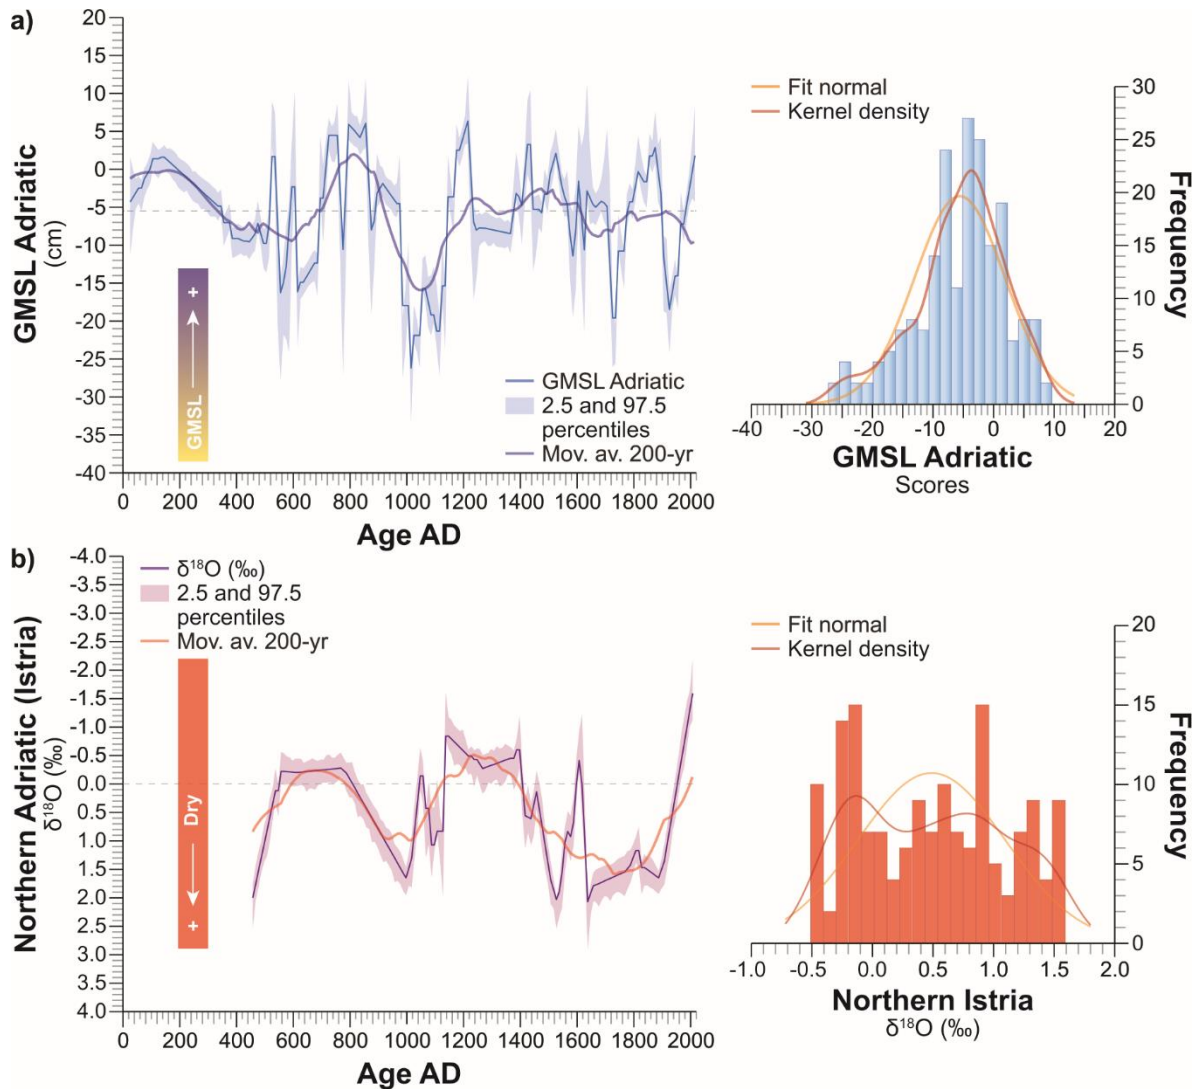 a)
20
15
10
5
0
-5
-10
-15
-20
-25
-30
-35
-40
GMSL Adriatic
(cm)
GMSL
+
GMSL Adriatic
2.5 and 97.5
percentiles
Mov. av. 200-yr
0 200 400 600 800 1000 1200 1400 1600 1800 2000
Age AD
Fit normal
Kernel density
30
25
20
15
10
5
0
Frequency
-40 -30 -20 -10 0 10 20
GMSL Adriatic
Scores
b)
-4.0
-3.5
-3.0
-2.5
-2.0
-1.5
-1.0
-0.5
0.0
0.5
1.0
1.5
2.0
2.5
3.0
3.5
4.0
Northern Adriatic (Istria)
δ¹⁸O (‰)
δ¹⁸O (‰)
2.5 and 97.5
percentiles
Mov. av. 200-yr
+
Dry
0 200 400 600 800 1000 1200 1400 1600 1800 2000
Age AD
Fit normal
Kernel density
20
15
10
5
0
Frequency
-1.0 -0.5 0.0 0.5 1.0 1.5 2.0
Northern Istria
δ¹⁸O (‰)